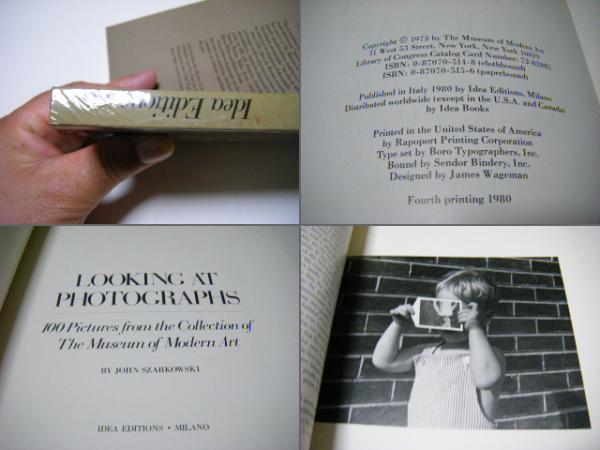 Idea Editions
Copyright © 1973 by The Museum of Modern Art
11 West 53 Street, New York, New York 10019
Library of Congress Catalog Card Number: 72-82885
ISBN: 0-87070-514-8 (clothbound)
ISBN: 0-87070-515-6 (paperbound)
Published in Italy 1980 by Idea Editions, Milano
Distributed worldwide (except in the U.S.A. and Canada)
by Idea Books
Printed in the United States of America
by Rapoport Printing Corporation
Type set by Boro Typographers, Inc.
Bound by Sendor Bindery, Inc.
Designed by James Wageman
Fourth printing 1980
LOOKING AT
PHOTOGRAPHS
100 Pictures from the Collection of
The Museum of Modern Art
BY JOHN SZARKOWSKI
IDEA EDITIONS • MILANO